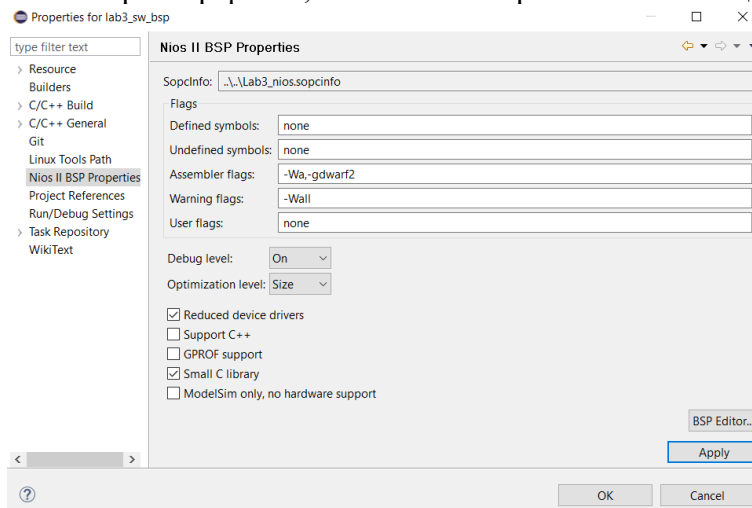 Properties for lab3_sw_bsp
type filter text
Resource
Builders
C/C++ Build
C/C++ General
Git
Linux Tools Path
Nios II BSP Properties
Project References
Run/Debug Settings
Task Repository
WikiText
Nios II BSP Properties
SopcInfo: ..\..\Lab3_nios.sopcinfo
Flags
Defined symbols: none
Undefined symbols: none
Assembler flags: -Wa,-gdwarf2
Warning flags: -Wall
User flags: none
Debug level: On
Optimization level: Size
Reduced device drivers
Support C++
GPROF support
Small C library
ModelSim only, no hardware support
BSP Editor..
Apply
OK Cancel